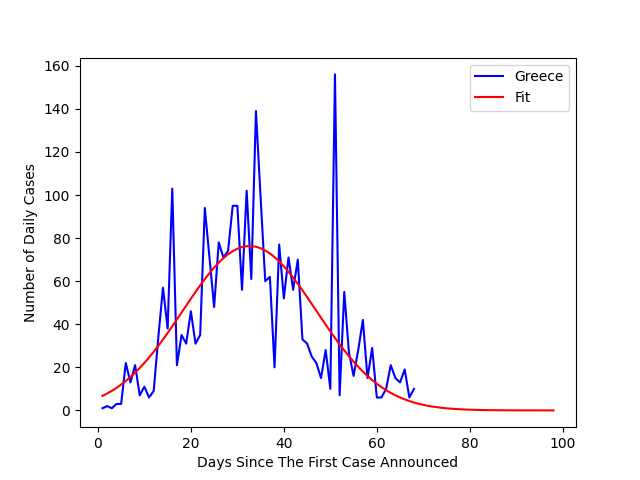 Greece
Fit
Number of Daily Cases
160
140
120
100
80
60
40
20
0
0 20 40 60 80 100
Days Since The First Case Announced